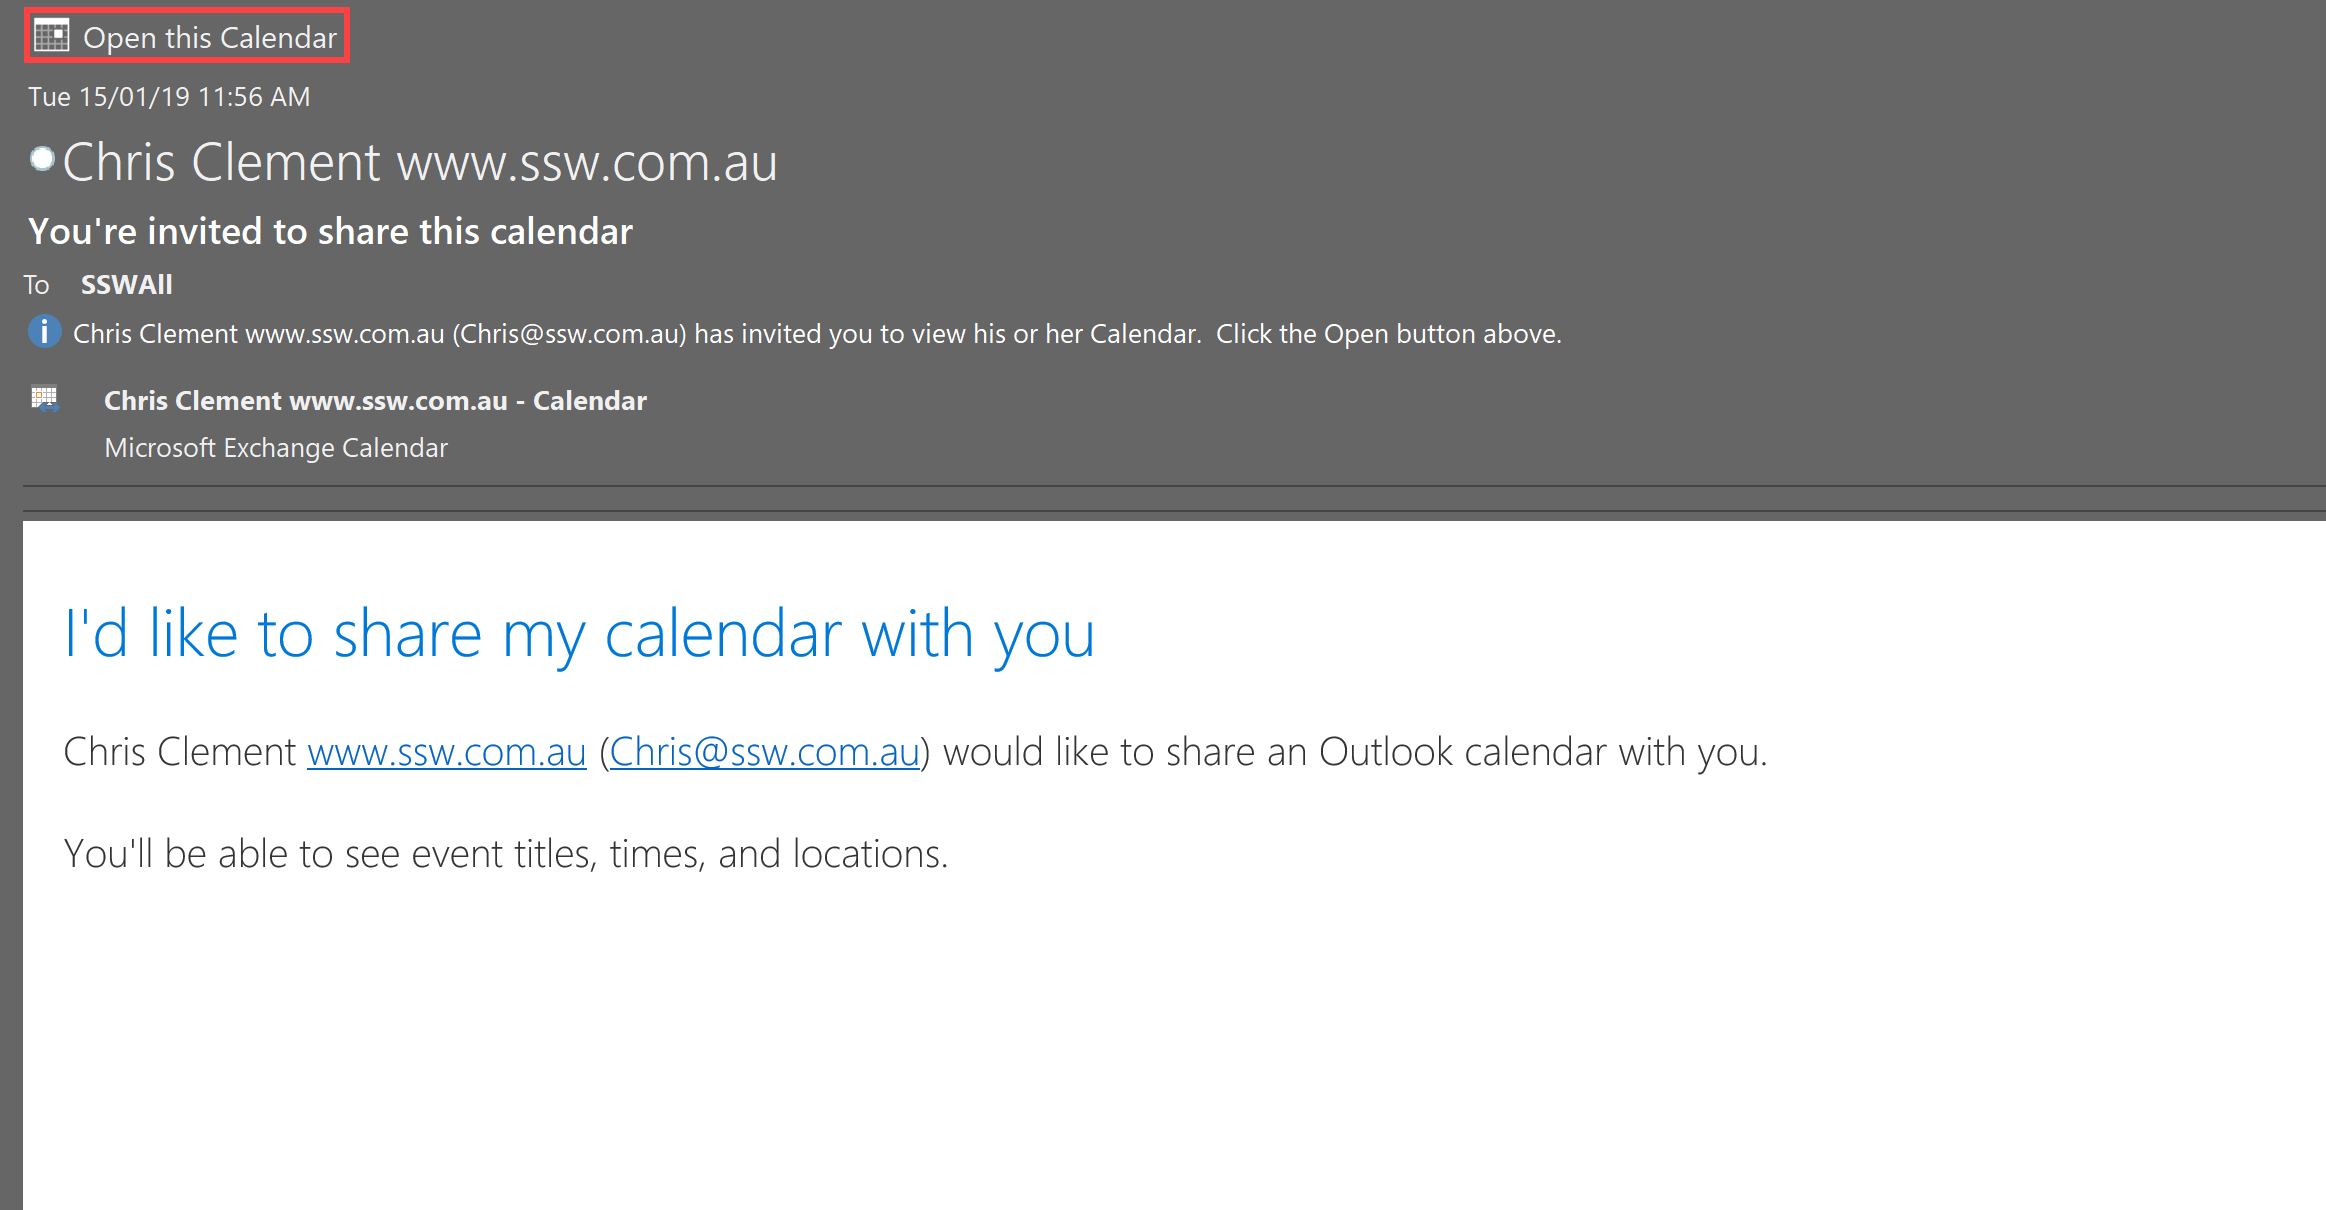 Open this Calendar
Tue 15/01/19 11:56 AM
Chris Clement www.ssw.com.au
You're invited to share this calendar
To SSWAll
Chris Clement www.ssw.com.au (Chris@ssw.com.au) has invited you to view his or her Calendar.  Click the Open button above.
Chris Clement www.ssw.com.au - Calendar
Microsoft Exchange Calendar
I'd like to share my calendar with you
Chris Clement www.ssw.com.au (Chris@ssw.com.au) would like to share an Outlook calendar with you.
You'll be able to see event titles, times, and locations.